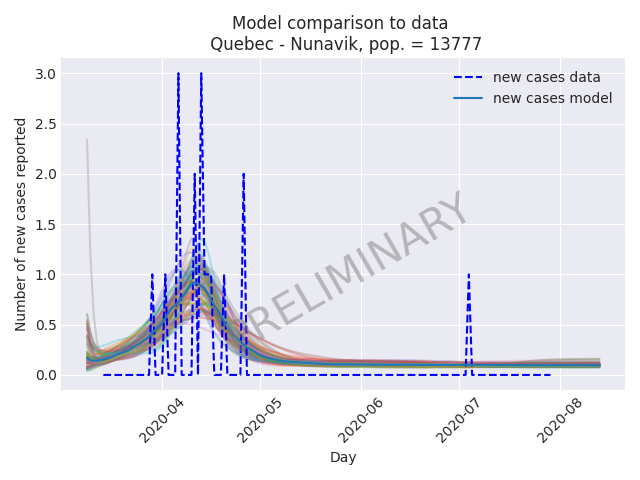 Model comparison to data
Quebec - Nunavik, pop. = 13777
new cases data
new cases model
PRELIMINARY
Number of new cases reported
3.0
2.5
2.0
1.5
1.0
0.5
0.0
2020-04
2020-05
2020-06
2020-07
2020-08
Day